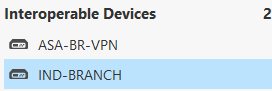 Interoperable Devices 2
ASA-BR-VPN
IND-BRANCH